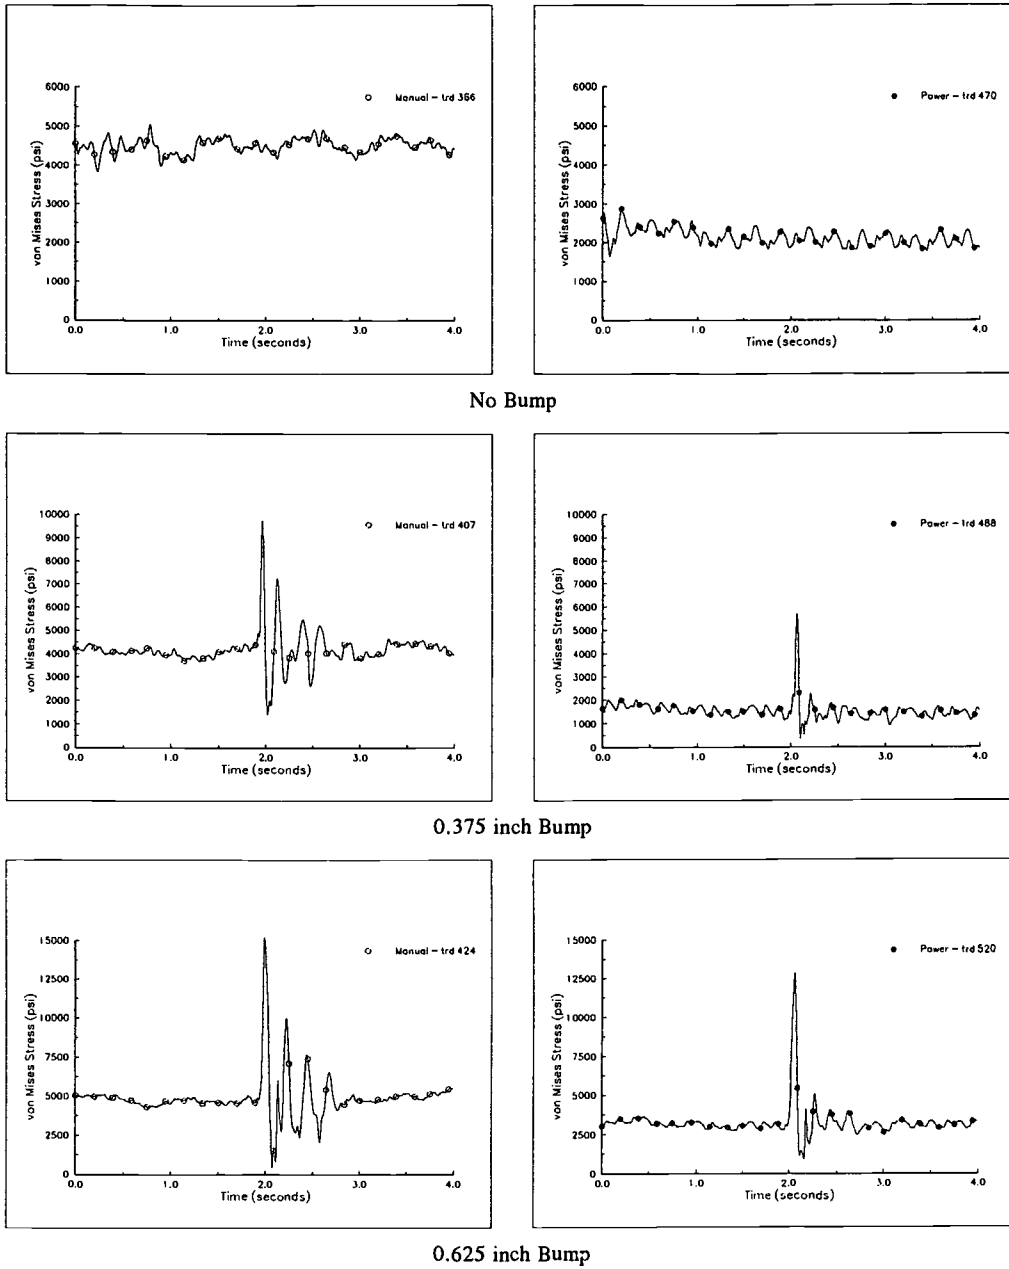 Manual - trd 366
von Mises Stress (psi)
6000
5000
4000
3000
2000
1000
0
0.0 1.0 2.0 3.0 4.0
Time (seconds)
Power - trd 470
von Mises Stress (psi)
6000
5000
4000
3000
2000
1000
0
0.0 1.0 2.0 3.0 4.0
Time (seconds)
No Bump
Manual - trd 407
von Mises Stress (psi)
10000
9000
8000
7000
6000
5000
4000
3000
2000
1000
0
0.0 1.0 2.0 3.0 4.0
Time (seconds)
Power - trd 488
von Mises Stress (psi)
10000
9000
8000
7000
6000
5000
4000
3000
2000
1000
0
0.0 1.0 2.0 3.0 4.0
Time (seconds)
0.375 inch Bump
Manual - trd 424
von Mises Stress (psi)
15000
12500
10000
7500
5000
2500
0
0.0 1.0 2.0 3.0 4.0
Time (seconds)
Power - trd 520
von Mises Stress (psi)
15000
12500
10000
7500
5000
2500
0
0.0 1.0 2.0 3.0 4.0
Time (seconds)
0.625 inch Bump